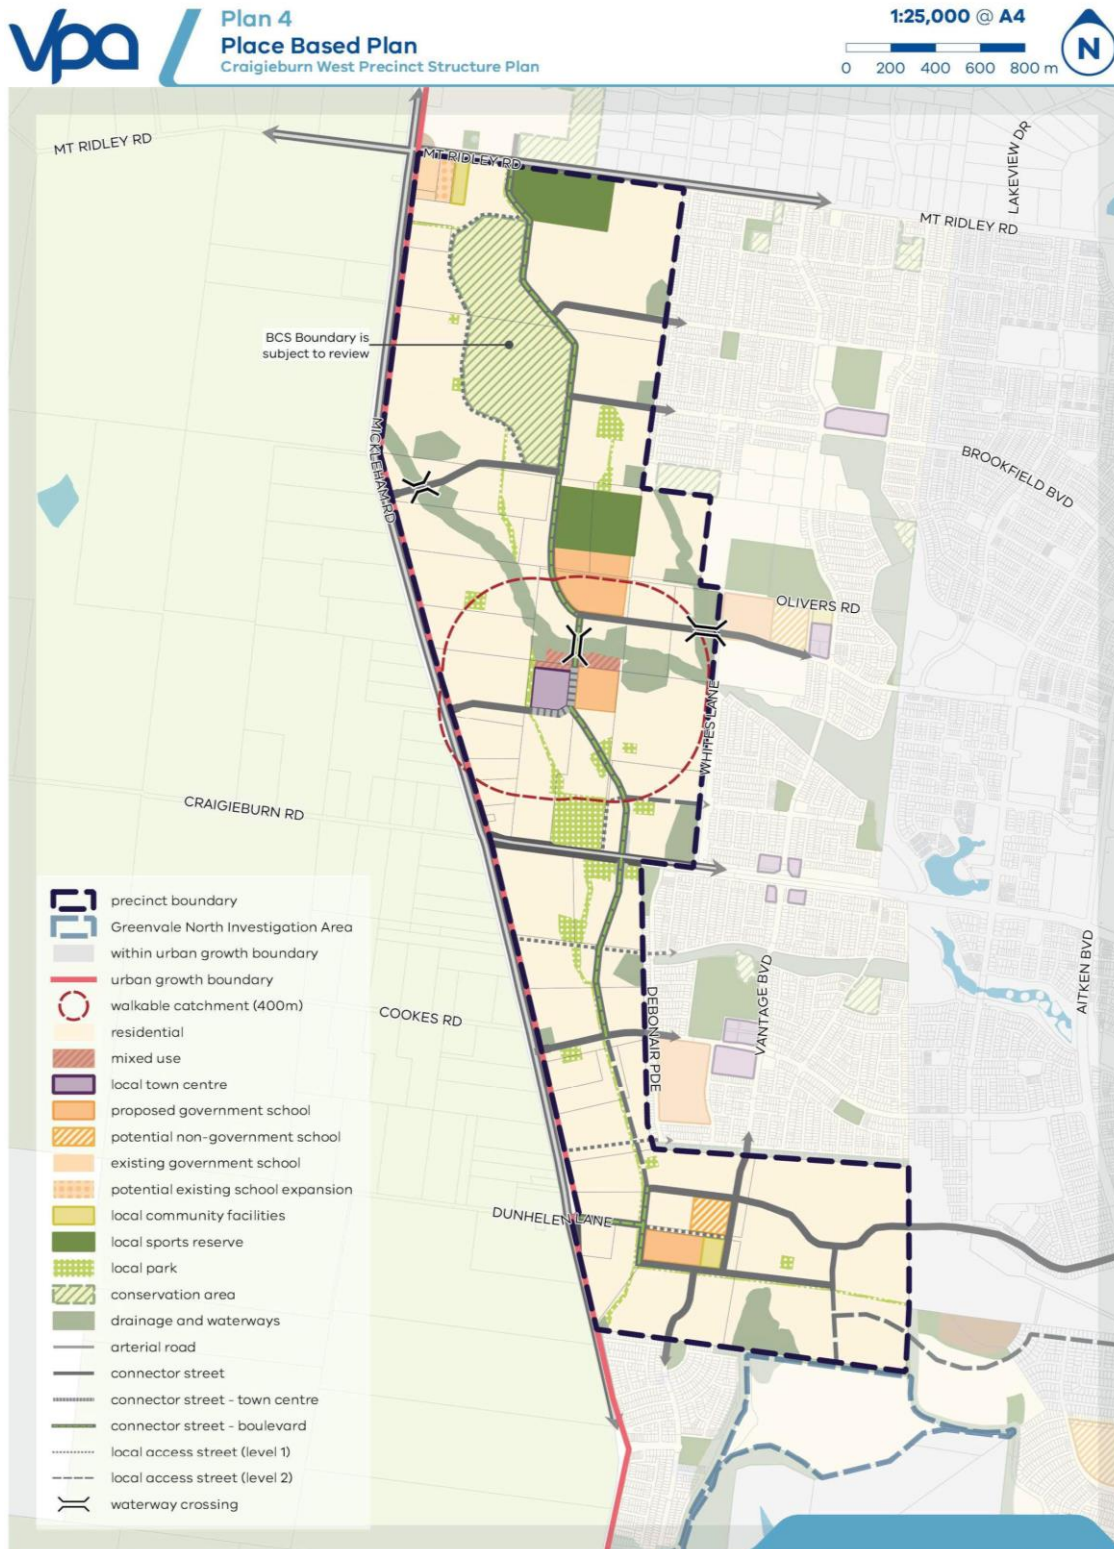 vpa
Plan 4
Place Based Plan
Craigieburn West Precinct Structure Plan
1:25,000 @ A4
0 200 400 600 800 m
N
MT RIDLEY RD
MT RIDLEY RD
LAKEVIEW DR
MT RIDLEY RD
BCS Boundary is
subject to review
MICKLEHAM RD
BROOKFIELD BVD
OLIVERS RD
WHITES LANE
CRAIGIEBURN RD
COOKES RD
DEBONAIR PDE
VANTAGE BVD
AITKEN BVD
DUNHELEN LANE
precinct boundary
Greenvale North Investigation Area
within urban growth boundary
urban growth boundary
walkable catchment (400m)
residential
mixed use
local town centre
proposed government school
potential non-government school
existing government school
potential existing school expansion
local community facilities
local sports reserve
local park
conservation area
drainage and waterways
arterial road
connector street
connector street - town centre
connector street - boulevard
local access street (level 1)
local access street (level 2)
waterway crossing